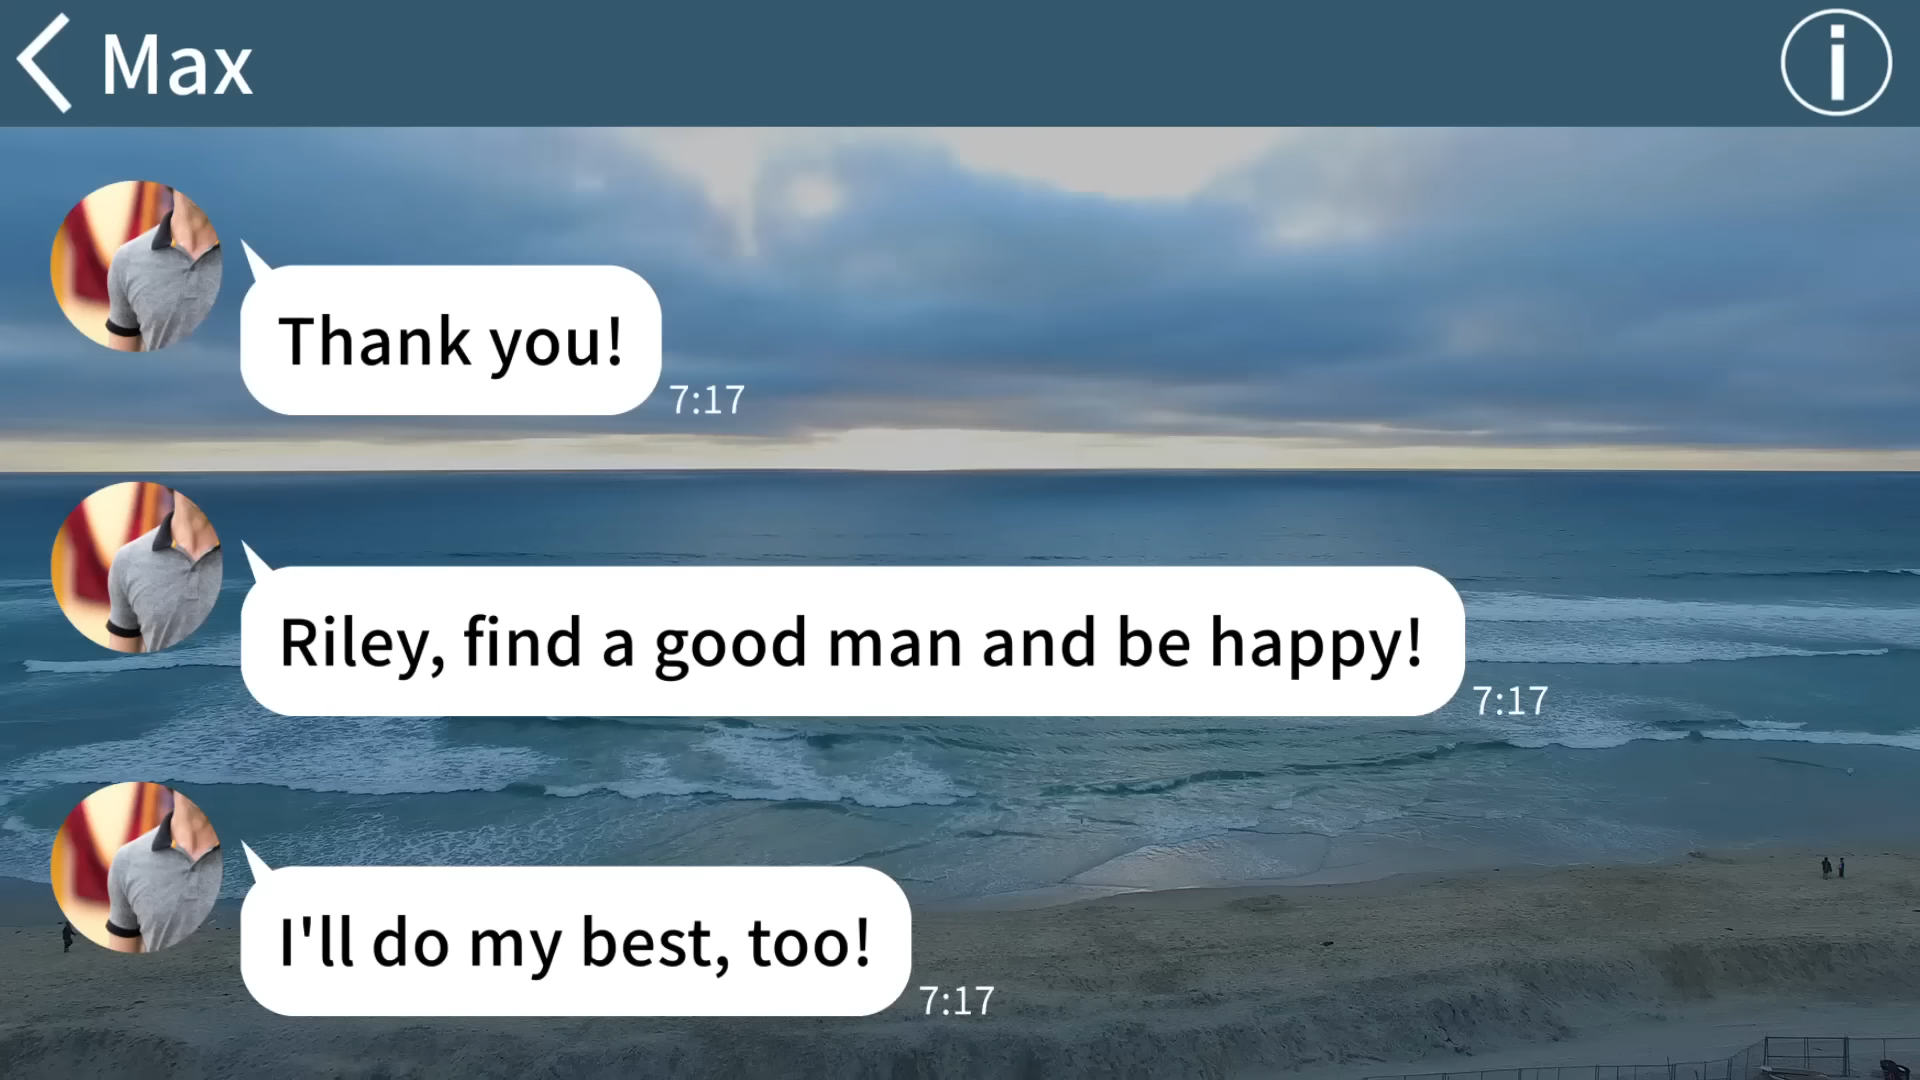 Max
Thank you!
7:17
Riley, find a good man and be happy!
7:17
I'll do my best, too!
7:17